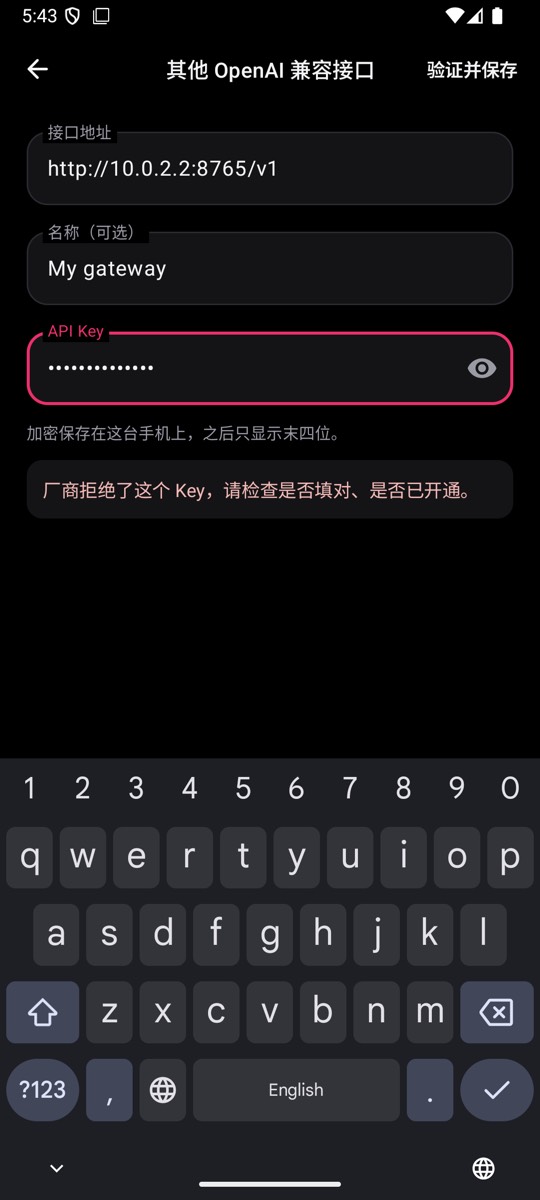 5:43
其他 OpenAI 兼容接口
验证并保存
接口地址
http://10.0.2.2:8765/v1
名称（可选）
My gateway
API Key
••••••••••••••
加密保存在这台手机上，之后只显示末四位。
厂商拒绝了这个 Key，请检查是否填对、是否已开通。
1 2 3 4 5 6 7 8 9 0
q w e r t y u i o p
a s d f g h j k l
z x c v b n m
?123 , English .